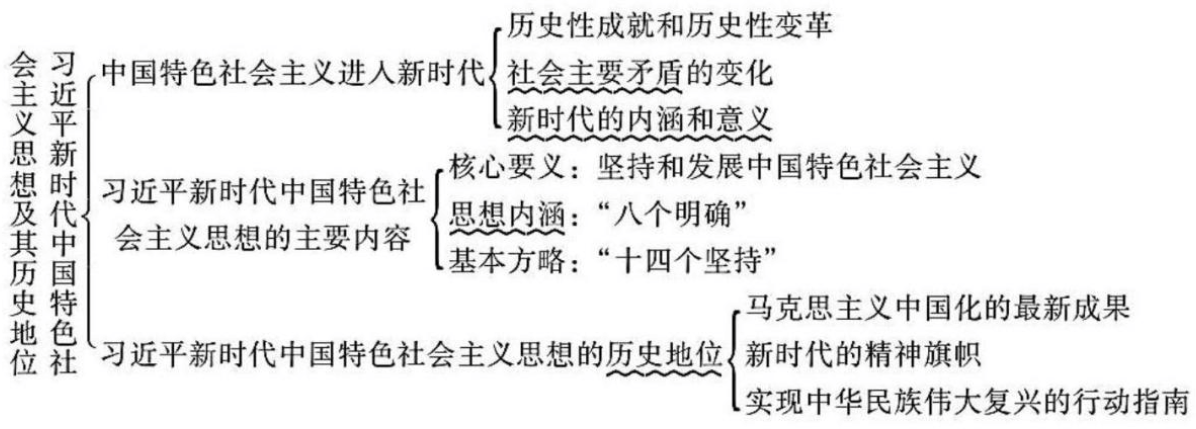 习近平新时代中国特色社
会主义思想及其历史地位
中国特色社会主义进入新时代
历史性成就和历史性变革
社会主要矛盾的变化
新时代的内涵和意义
习近平新时代中国特色社
会主义思想的主要内容
核心要义：坚持和发展中国特色社会主义
思想内涵：“八个明确”
基本方略：“十四个坚持”
习近平新时代中国特色社会主义思想的历史地位
马克思主义中国化的最新成果
新时代的精神旗帜
实现中华民族伟大复兴的行动指南